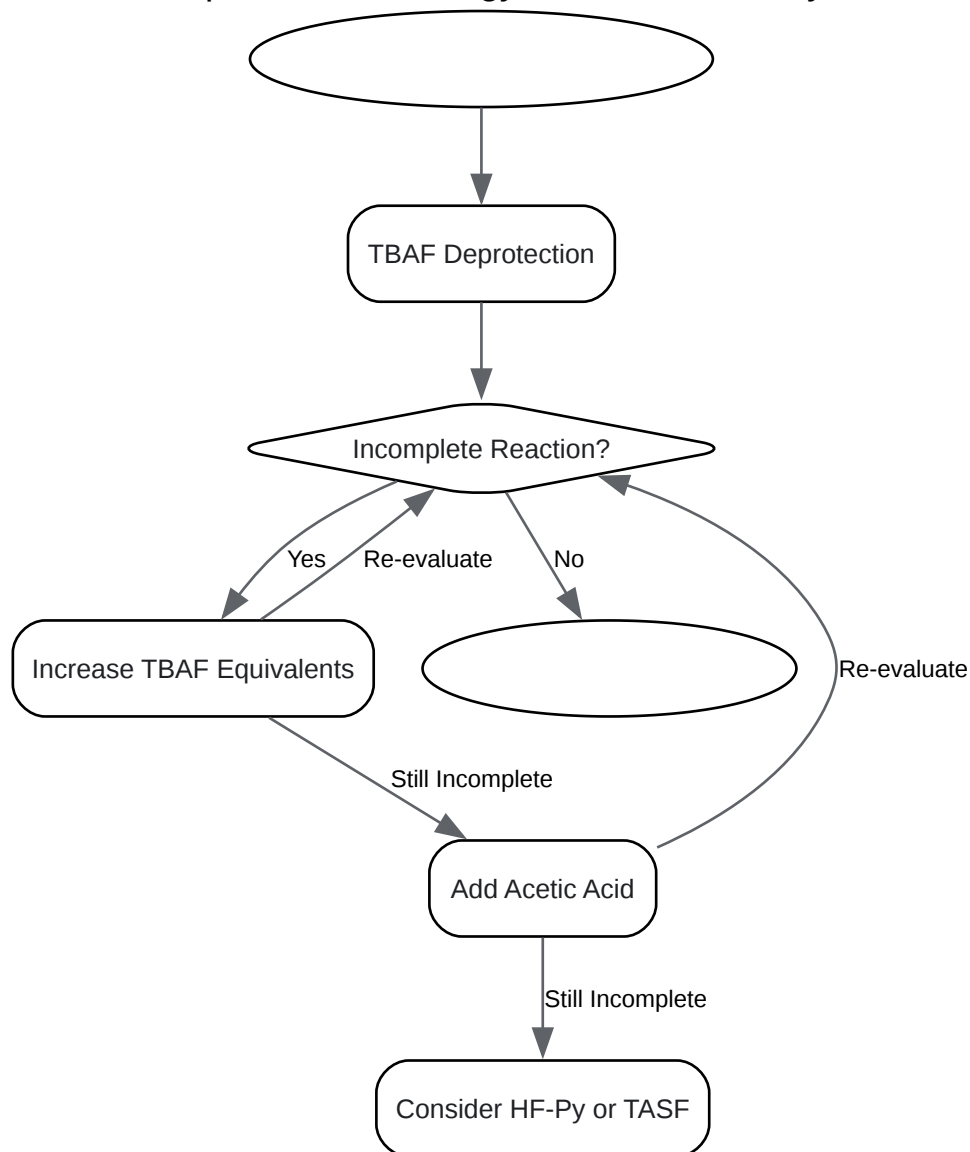 TBAF Deprotection
Incomplete Reaction?
Yes
Re-evaluate
No
Increase TBAF Equivalents
Re-evaluate
Still Incomplete
Add Acetic Acid
Still Incomplete
Consider HF-Py or TASF